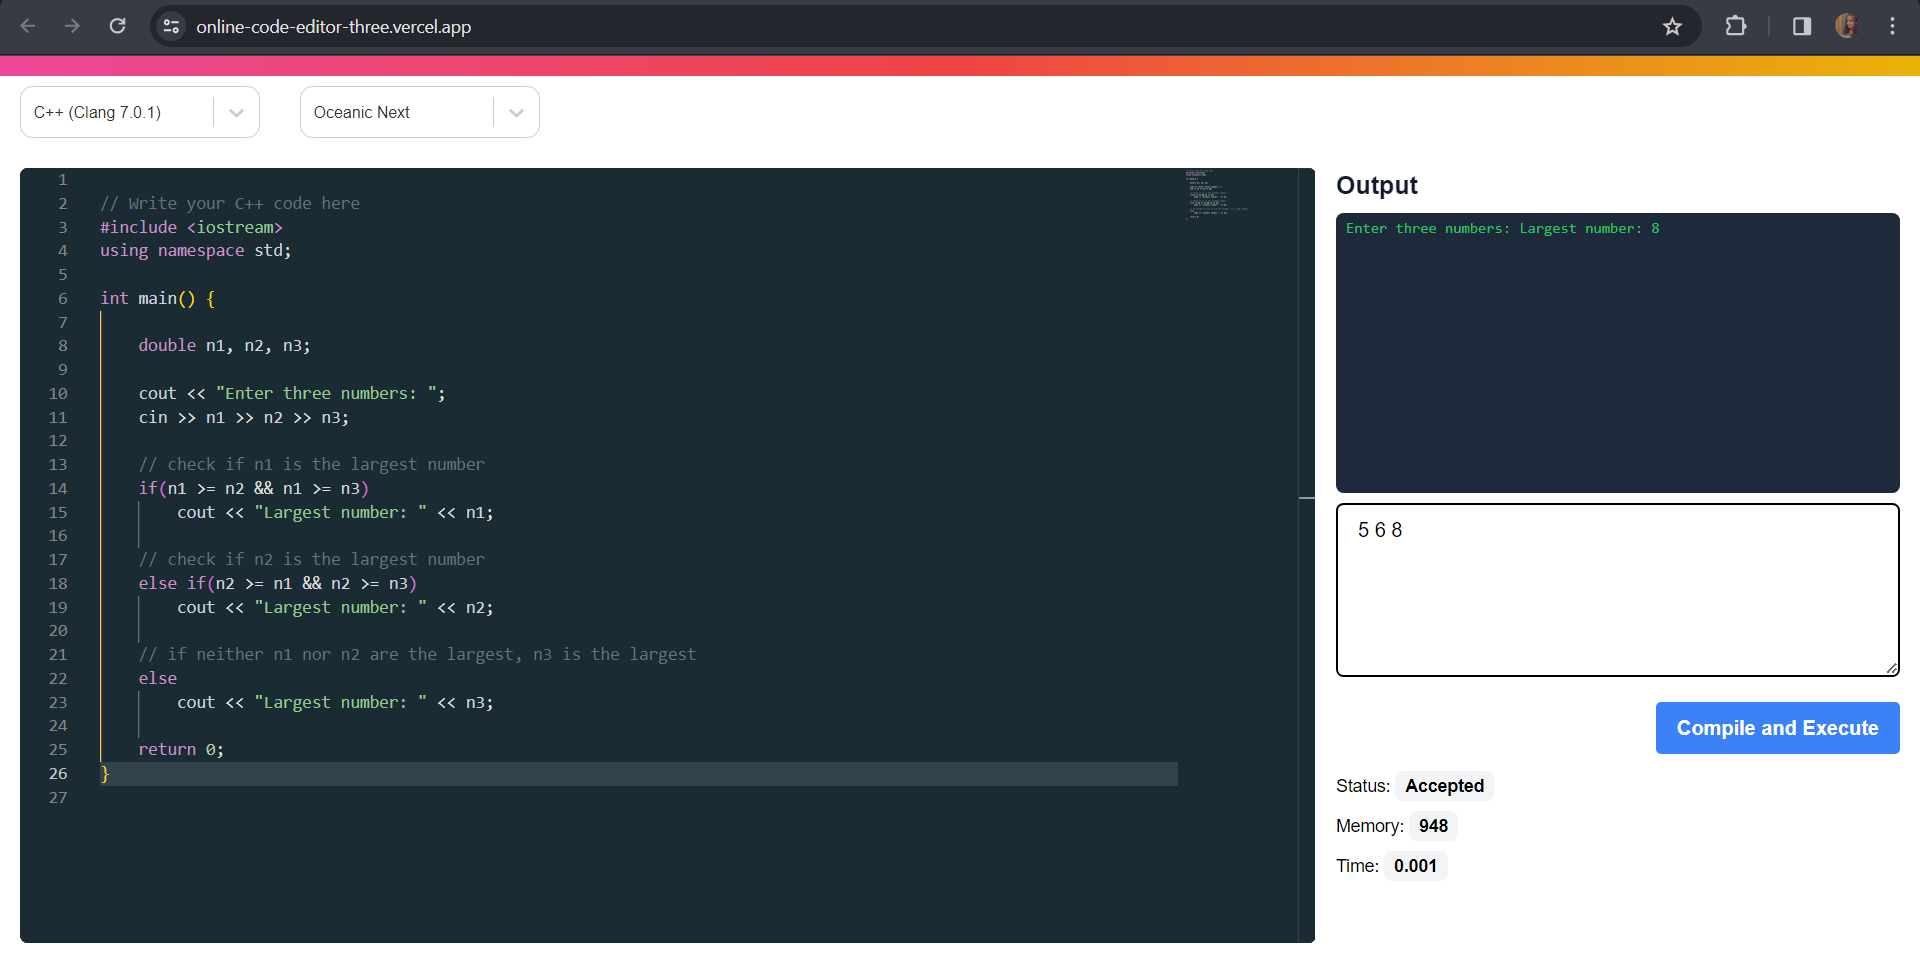 online-code-editor-three.vercel.app
C++ (Clang 7.0.1)
Oceanic Next
1
2 // Write your C++ code here
3 #include <iostream>
4 using namespace std;
5
6 int main() {
7
8 double n1, n2, n3;
9
10 cout << "Enter three numbers: ";
11 cin >> n1 >> n2 >> n3;
12
13 // check if n1 is the largest number
14 if(n1 >= n2 && n1 >= n3)
15 cout << "Largest number: " << n1;
16
17 // check if n2 is the largest number
18 else if(n2 >= n1 && n2 >= n3)
19 cout << "Largest number: " << n2;
20
21 // if neither n1 nor n2 are the largest, n3 is the largest
22 else
23 cout << "Largest number: " << n3;
24
25 return 0;
26 }
27
Output
Enter three numbers: Largest number: 8
5 6 8
Compile and Execute
Status: Accepted
Memory: 948
Time: 0.001